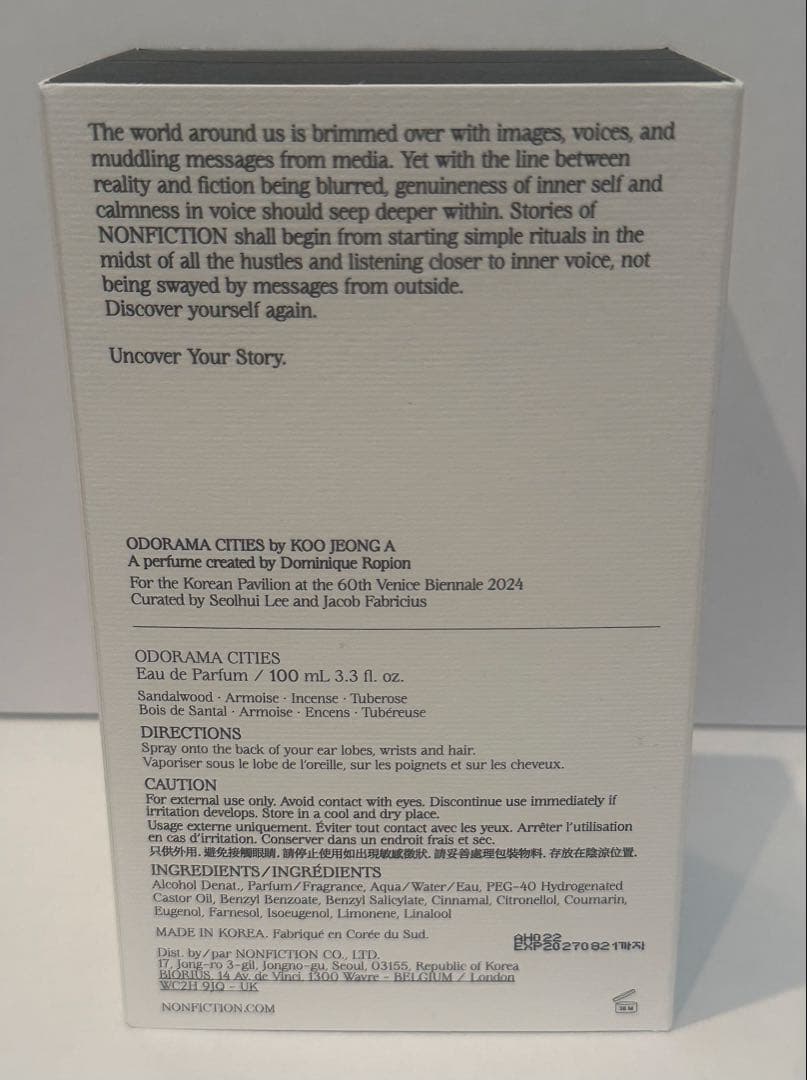 The world around us is brimmed over with images, voices, and
muddling messages from media. Yet with the line between
reality and fiction being blurred, genuineness of inner self and
calmness in voice should seep deeper within. Stories of
NONFICTION shall begin from starting simple rituals in the
midst of all the hustles and listening closer to inner voice, not
being swayed by messages from outside.
Discover yourself again.
Uncover Your Story.
ODORAMA CITIES by KOO JEONG A
A perfume created by Dominique Ropion
For the Korean Pavilion at the 60th Venice Biennale 2024
Curated by Seolhui Lee and Jacob Fabricius
ODORAMA CITIES
Eau de Parfum / 100 mL 3.3 fl. oz.
Sandalwood · Armoise · Incense · Tuberose
Bois de Santal · Armoise · Encens · Tubéreuse
DIRECTIONS
Spray onto the back of your ear lobes, wrists and hair.
Vaporiser sous le lobe de l'oreille, sur les poignets et sur les cheveux.
CAUTION
For external use only. Avoid contact with eyes. Discontinue use immediately if
irritation develops. Store in a cool and dry place.
Usage externe uniquement. Éviter tout contact avec les yeux. Arrêter l'utilisation
en cas d'irritation. Conserver dans un endroit frais et sec.
只供外用. 避免接觸眼睛. 請停止使用如出現敏感徵狀. 請妥善處理包裝物料. 存放在陰涼位置.
INGREDIENTS/INGRÉDIENTS
Alcohol Denat., Parfum/Fragrance, Aqua/Water/Eau, PEG-40 Hydrogenated
Castor Oil, Benzyl Benzoate, Benzyl Salicylate, Cinnamal, Citronellol, Coumarin,
Eugenol, Farnesol, Isoeugenol, Limonene, Linalool
MADE IN KOREA. Fabriqué en Corée du Sud.
AH022
EXP20270821까지
Dist. by/par NONFICTION CO., LTD.
17, Jong-ro 3-gil, Jongno-gu, Seoul, 03155, Republic of Korea
BIORIUS, 14 Av. de Vinci, 1300 Wavre - BELGIUM / London
WC2H 9JQ - UK
NONFICTION.COM